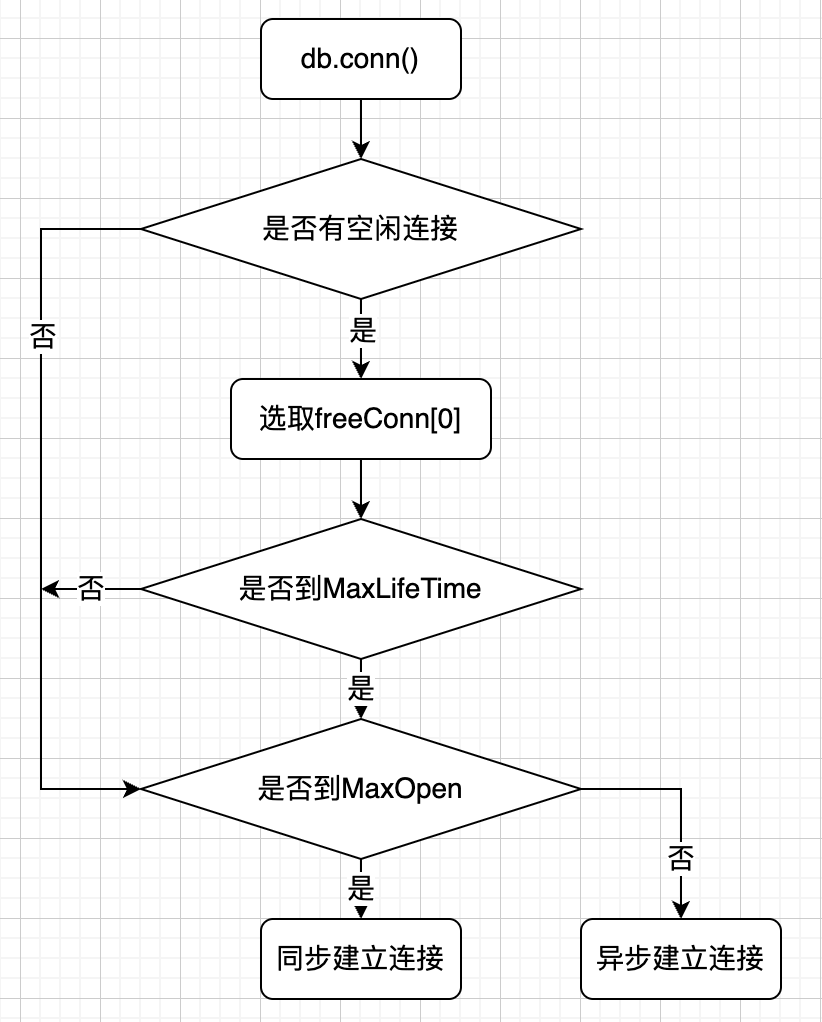 db.conn()
是否有空闲连接
否
是
选取freeConn[0]
是否到MaxLifeTime
否
是
是否到MaxOpen
否
是
同步建立连接
异步建立连接